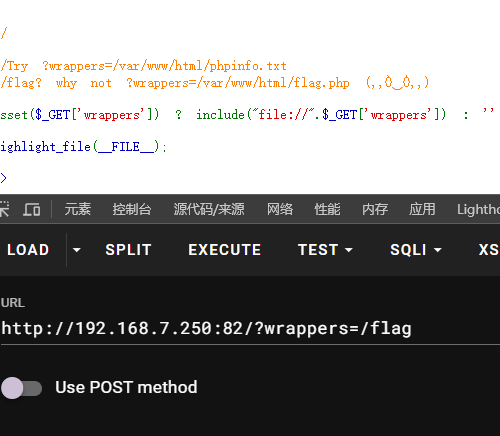 /
/Try ?wrappers=/var/www/html/phpinfo.txt
/flag? why not ?wrappers=/var/www/html/flag.php (,,Ő‿Ő,,)
sset($_GET['wrappers']) ? include("file://".$_GET['wrappers']) : ''
ighlight_file(__FILE__);
>
元素 控制台 源代码/来源 网络 性能 内存 应用 Lightho
LOAD SPLIT EXECUTE TEST SQLI XS
URL
http://192.168.7.250:82/?wrappers=/flag
Use POST method